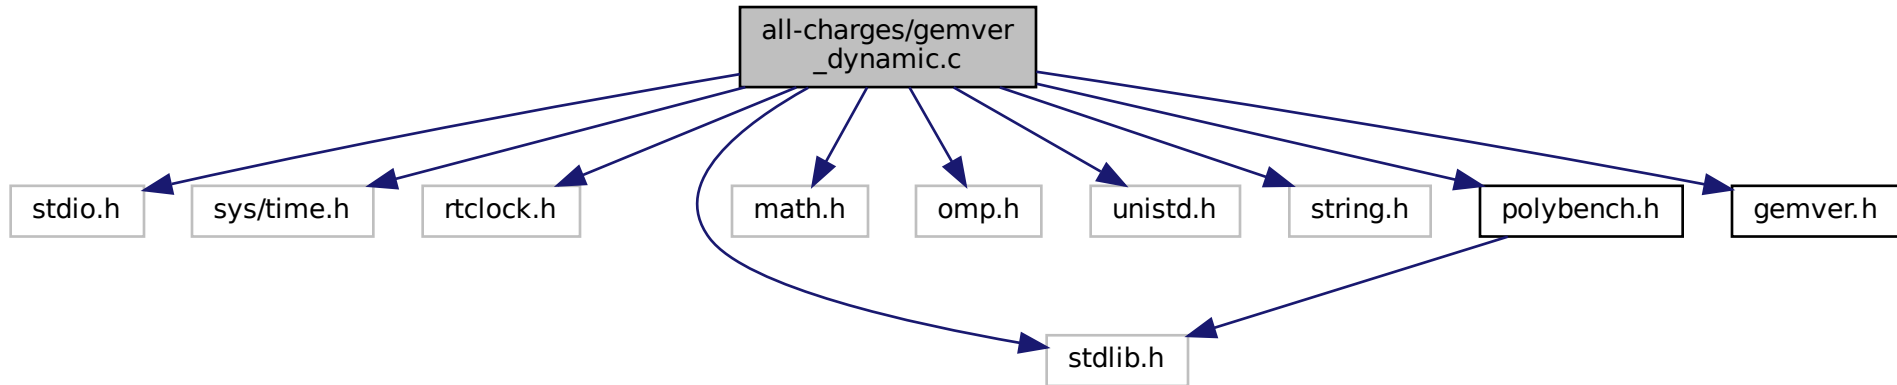 all-charges/gemver
_dynamic.c
stdio.h
sys/time.h
rtclock.h
math.h
omp.h
unistd.h
string.h
polybench.h
gemver.h
stdlib.h